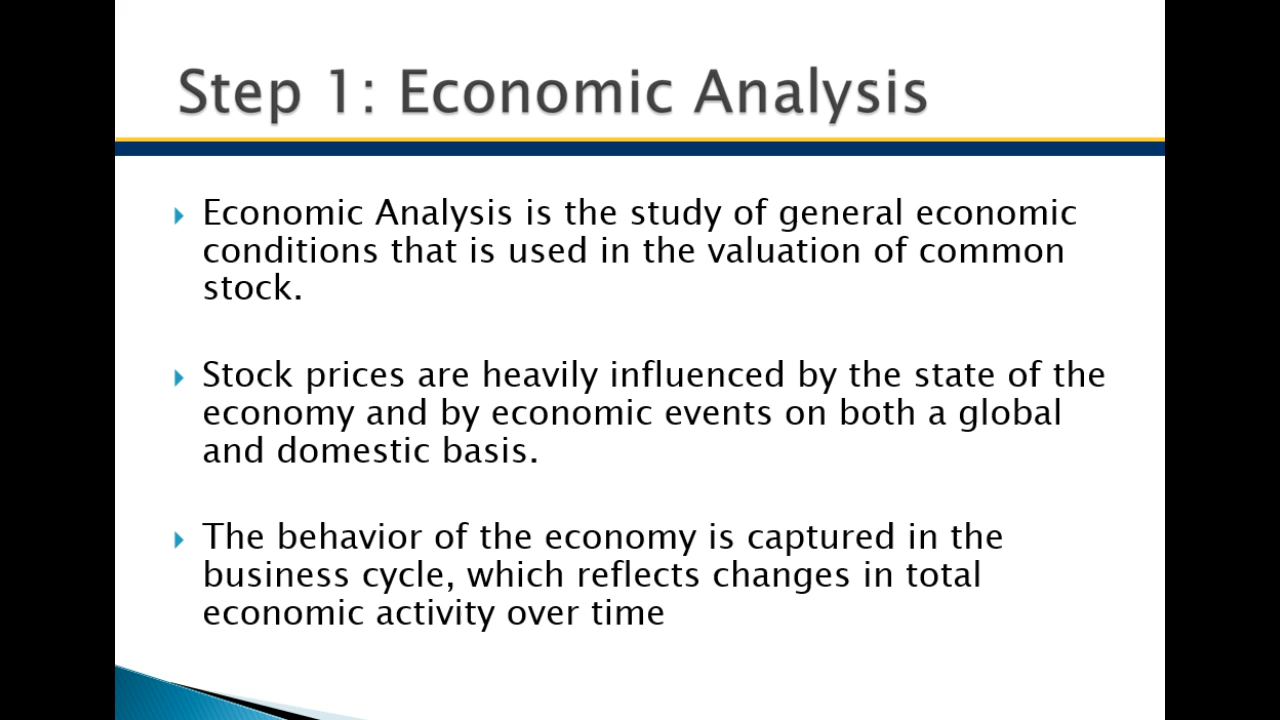 Step 1: Economic Analysis
Economic Analysis is the study of general economic
conditions that is used in the valuation of common
stock.
Stock prices are heavily influenced by the state of the
economy and by economic events on both a global
and domestic basis.
The behavior of the economy is captured in the
business cycle, which reflects changes in total
economic activity over time